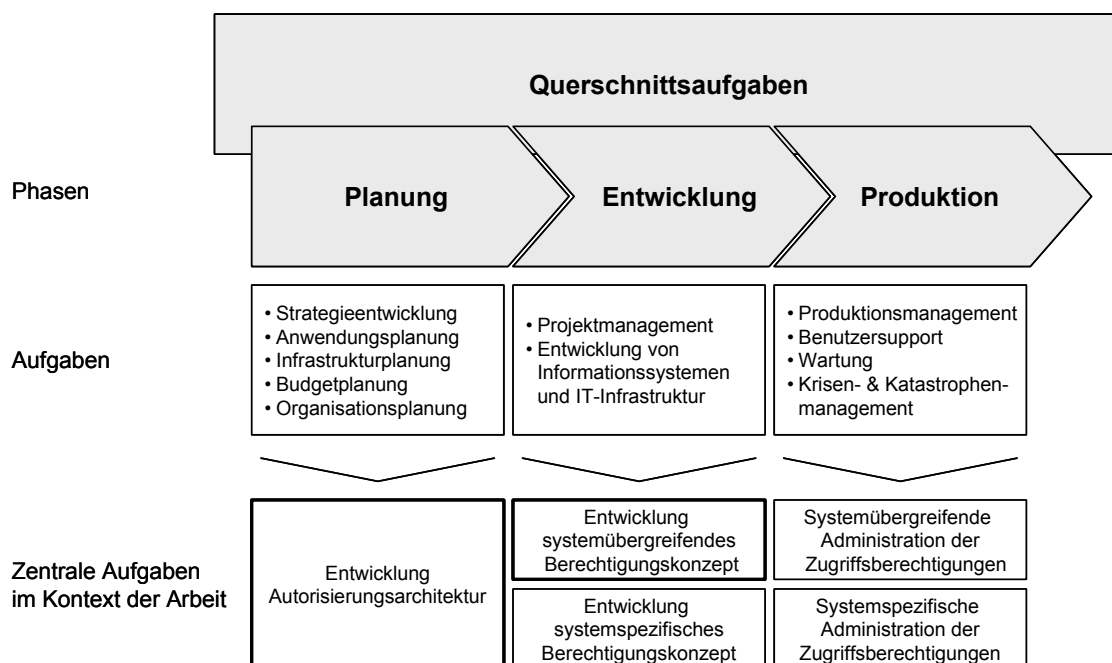 Querschnittsaufgaben
Phasen
Planung
Entwicklung
Produktion
Aufgaben
• Strategieentwicklung
• Anwendungsplanung
• Infrastrukturplanung
• Budgetplanung
• Organisationsplanung
• Projektmanagement
• Entwicklung von
Informationssystemen
und IT-Infrastruktur
• Produktionsmanagement
• Benutzersupport
• Wartung
• Krisen- & Katastrophen-
management
Zentrale Aufgaben
im Kontext der Arbeit
Entwicklung
Autorisierungsarchitektur
Entwicklung
systemübergreifendes
Berechtigungskonzept
Systemübergreifende
Administration der
Zugriffsberechtigungen
Entwicklung
systemspezifisches
Berechtigungskonzept
Systemspezifische
Administration der
Zugriffsberechtigungen